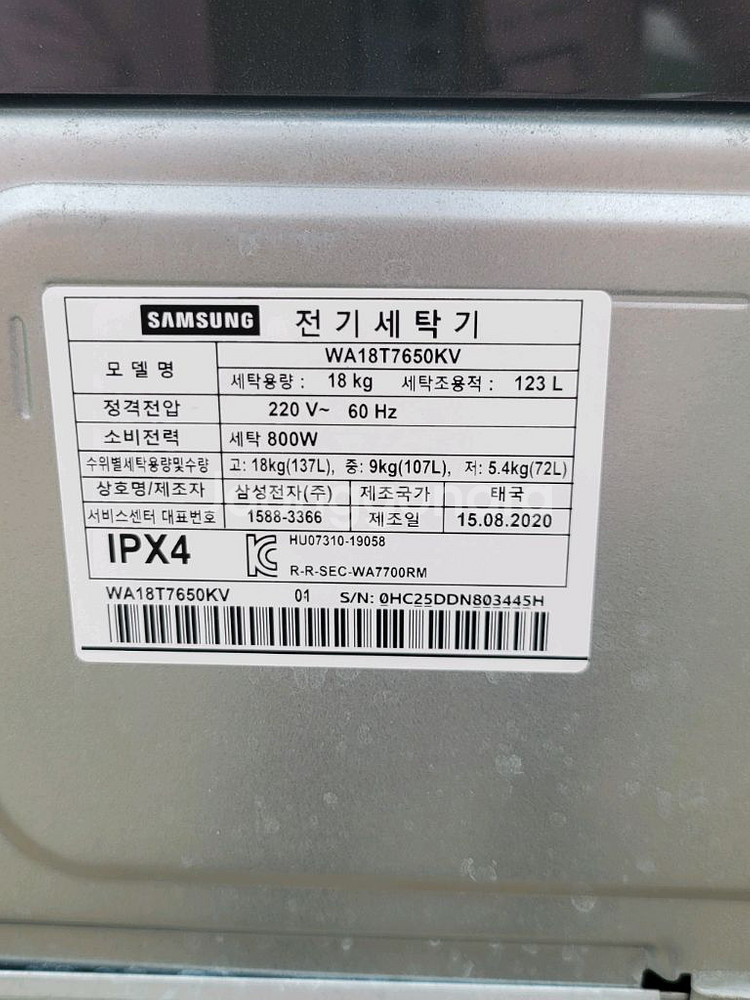 SAMSUNG 전기세탁기
모델명 WA18T7650KV
세탁용량 : 18 kg 세탁조용적 : 123 L
정격전압 220 V~ 60 Hz
소비전력 세탁 800W
수위별세탁용량및수량 고: 18kg(137L), 중: 9kg(107L), 저: 5.4kg(72L)
상호명/제조자 삼성전자(주) 제조국가 태국
서비스센터 대표번호 1588-3366 제조일 15.08.2020
IPX4 HU07310-19058
R-R-SEC-WA7700RM
WA18T7650KV 01 S/N: 0HC25DDN803445H